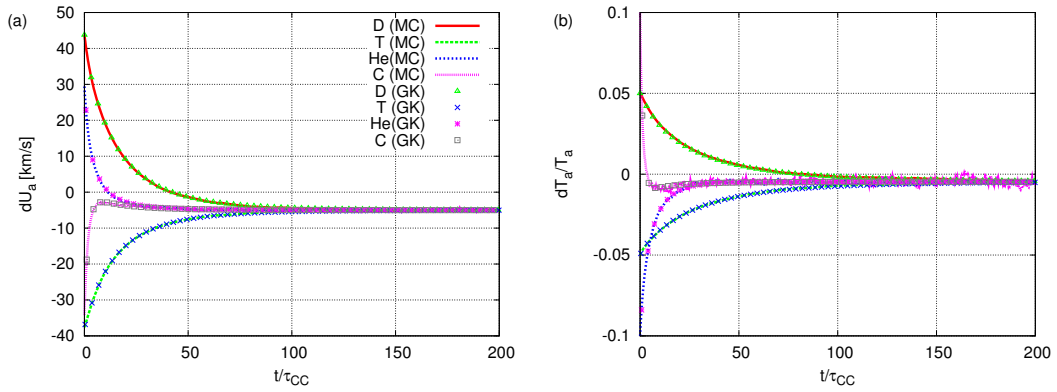 (a)
dU_a [km/s]
50
40
30
20
10
0
-10
-20
-30
-40
0
50
100
150
200
t/τ_CC
D (MC)
T (MC)
He(MC)
C (MC)
D (GK)
T (GK)
He(GK)
C (GK)
(b)
dT_a/T_a
0.1
0.05
0
-0.05
-0.1
0
50
100
150
200
t/τ_CC